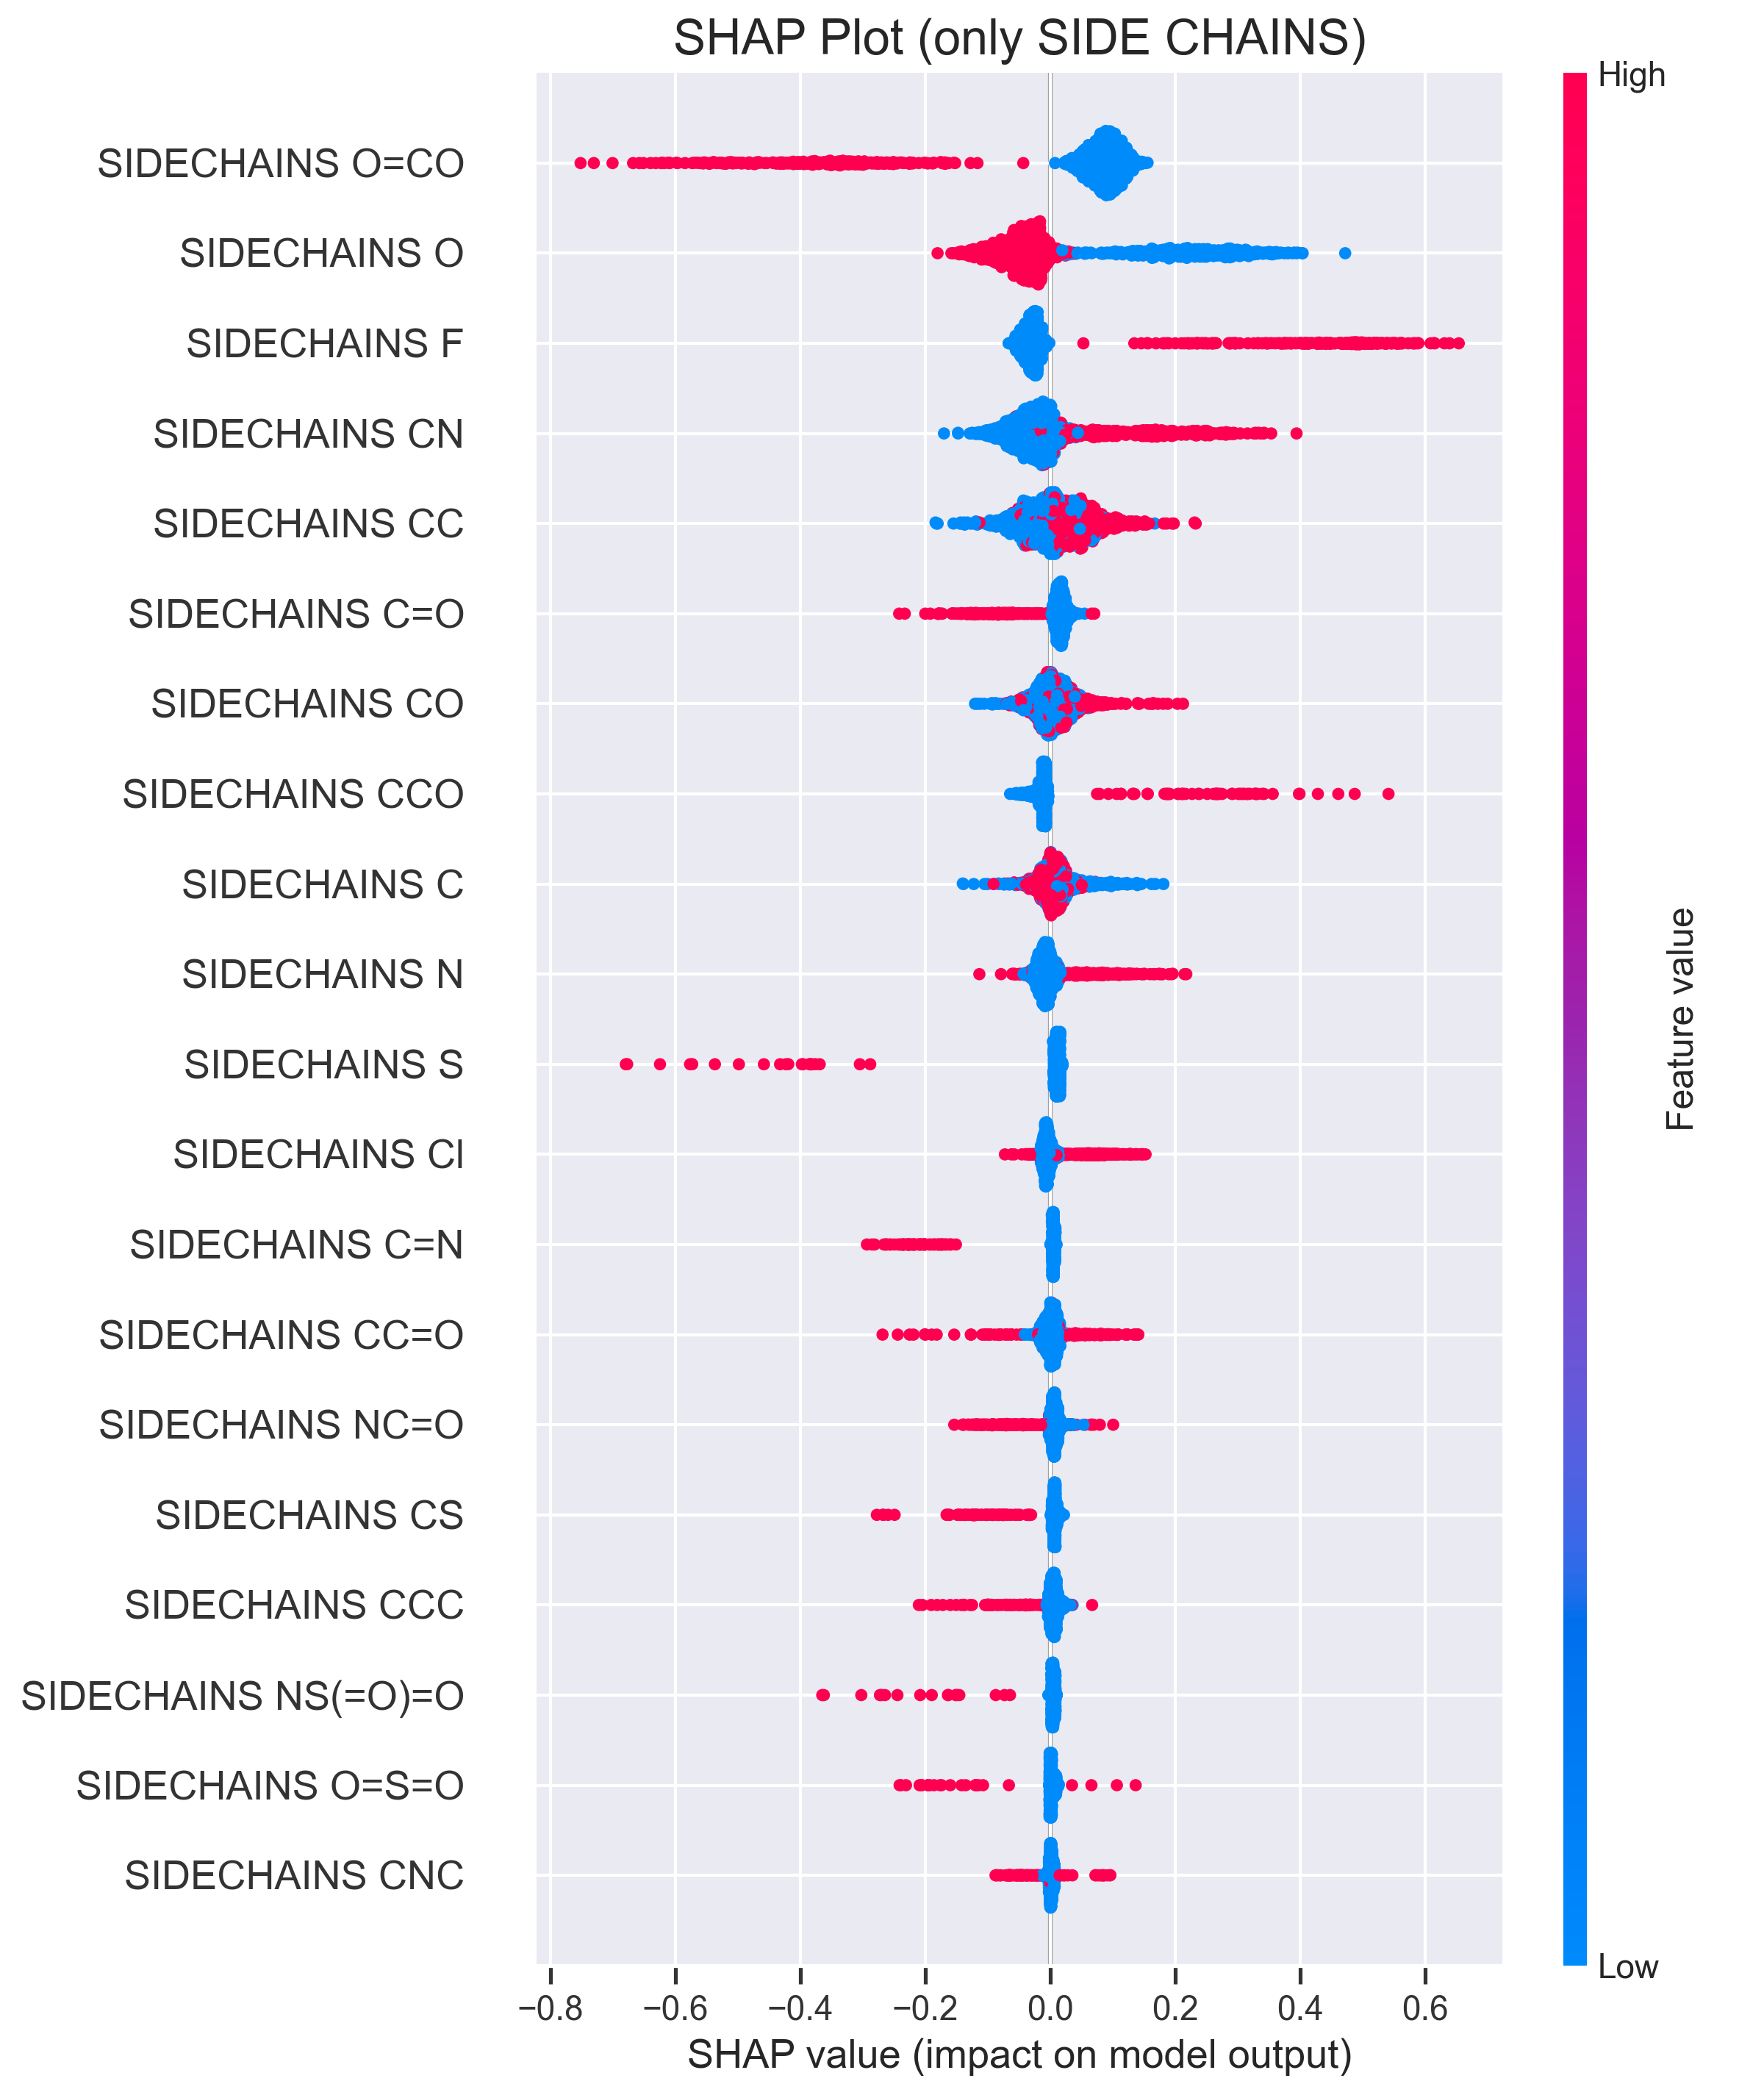 SHAP Plot (only SIDE CHAINS)
High
SIDECHAINS O=CO
SIDECHAINS O
SIDECHAINS F
SIDECHAINS CN
SIDECHAINS CC
SIDECHAINS C=O
SIDECHAINS CO
SIDECHAINS CCO
SIDECHAINS C
SIDECHAINS N
SIDECHAINS S
SIDECHAINS Cl
SIDECHAINS C=N
SIDECHAINS CC=O
SIDECHAINS NC=O
SIDECHAINS CS
SIDECHAINS CCC
SIDECHAINS NS(=O)=O
SIDECHAINS O=S=O
SIDECHAINS CNC
Feature value
Low
−0.8 −0.6 −0.4 −0.2 0.0 0.2 0.4 0.6
SHAP value (impact on model output)